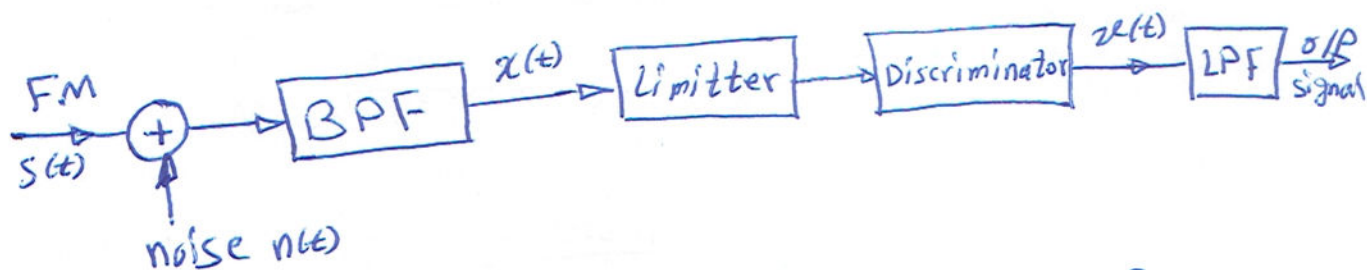 FM
S(t)
+
noise n(t)
BPF
x(t)
Limitter
Discriminator
v(t)
LPF
o/p
signal